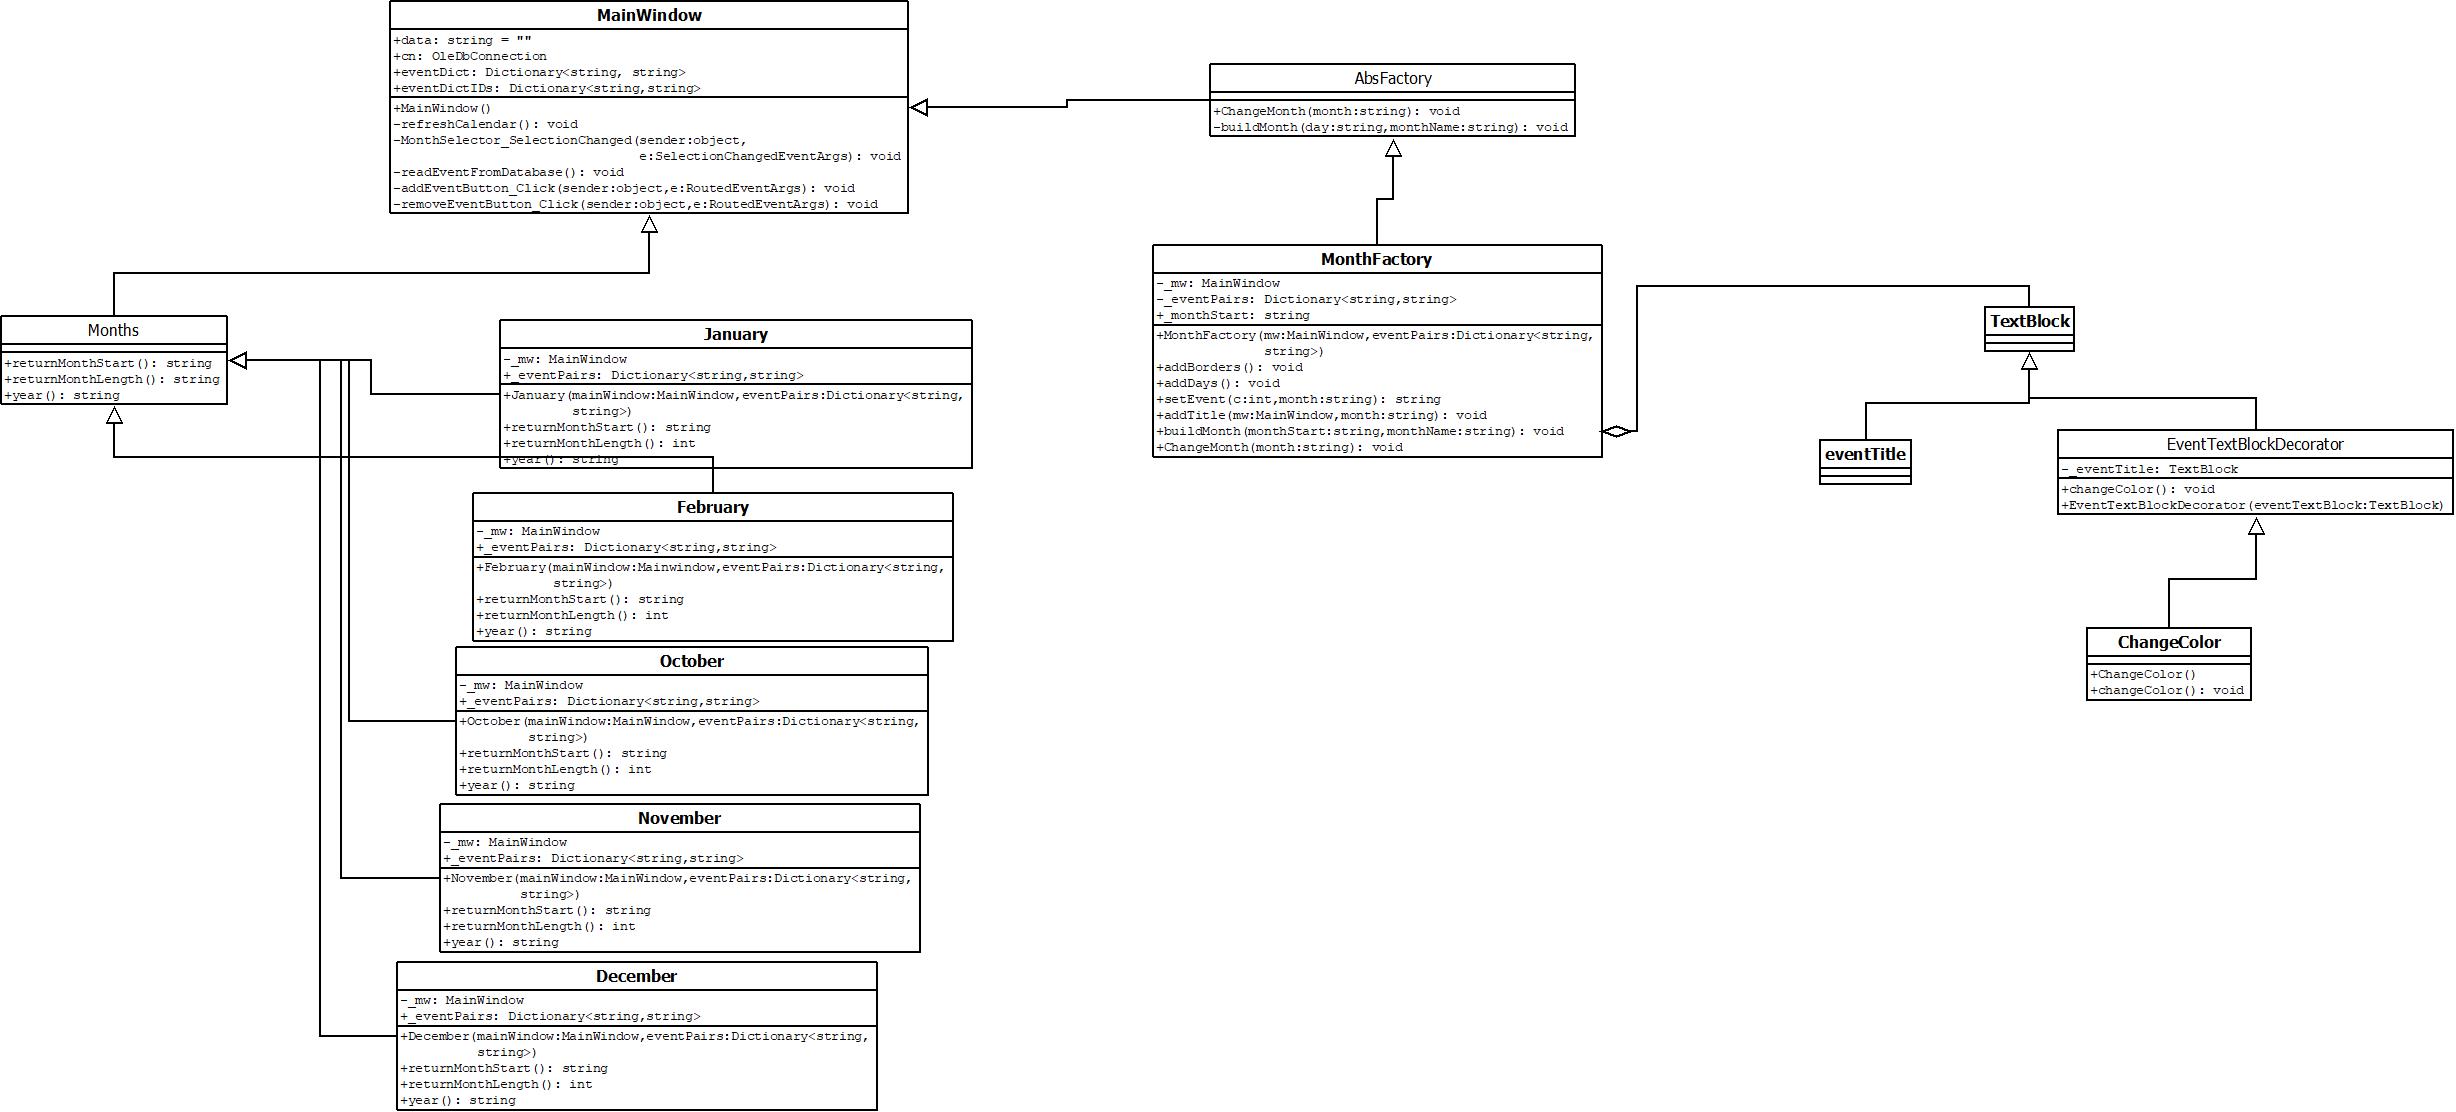 MainWindow
+data: string = ""
+cn: OleDbConnection
+eventDict: Dictionary<string, string>
+eventDictIDs: Dictionary<string,string>
+MainWindow()
-refreshCalendar(): void
-MonthSelector_SelectionChanged(sender:object,
e:SelectionChangedEventArgs): void
-readEventFromDatabase(): void
-addEventButton_Click(sender:object,e:RoutedEventArgs): void
-removeEventButton_Click(sender:object,e:RoutedEventArgs): void
AbsFactory
+ChangeMonth(month:string): void
-buildMonth(day:string,monthName:string): void
MonthFactory
-_mw: MainWindow
-_eventPairs: Dictionary<string,string>
+_monthStart: string
+MonthFactory(mw:MainWindow,eventPairs:Dictionary<string,
string>)
+addBorders(): void
+addDays(): void
+setEvent(c:int,month:string): string
+addTitle(mw:MainWindow,month:string): void
+buildMonth(monthStart:string,monthName:string): void
+ChangeMonth(month:string): void
TextBlock
eventTitle
EventTextBlockDecorator
-_eventTitle: TextBlock
+changeColor(): void
+EventTextBlockDecorator(eventTextBlock:TextBlock)
ChangeColor
+ChangeColor()
+changeColor(): void
Months
+returnMonthStart(): string
+returnMonthLength(): string
+year(): string
January
-_mw: MainWindow
+_eventPairs: Dictionary<string,string>
+January(mainWindow:MainWindow,eventPairs:Dictionary<string,
string>)
+returnMonthStart(): string
+returnMonthLength(): int
+year(): string
February
-_mw: MainWindow
+_eventPairs: Dictionary<string,string>
+February(mainWindow:Mainwindow,eventPairs:Dictionary<string,
string>)
+returnMonthStart(): string
+returnMonthLength(): int
+year(): string
October
-_mw: MainWindow
+_eventPairs: Dictionary<string,string>
+October(mainWindow:MainWindow,eventPairs:Dictionary<string,
string>)
+returnMonthStart(): string
+returnMonthLength(): int
+year(): string
November
-_mw: MainWindow
+_eventPairs: Dictionary<string,string>
+November(mainWindow:MainWindow,eventPairs:Dictionary<string,
string>)
+returnMonthStart(): string
+returnMonthLength(): int
+year(): string
December
-_mw: MainWindow
+_eventPairs: Dictionary<string,string>
+December(mainWindow:MainWindow,eventPairs:Dictionary<string,
string>)
+returnMonthStart(): string
+returnMonthLength(): int
+year(): string